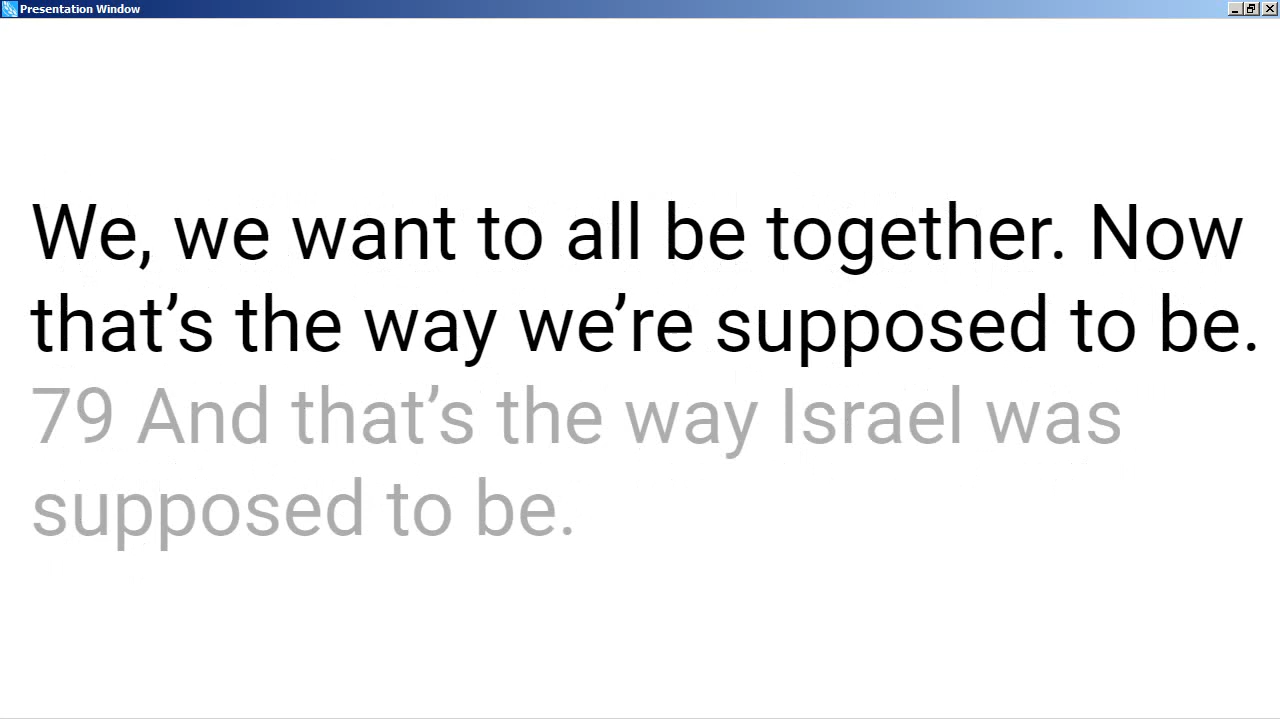 Presentation Window
We, we want to all be together. Now
that’s the way we’re supposed to be.
79 And that’s the way Israel was
supposed to be.